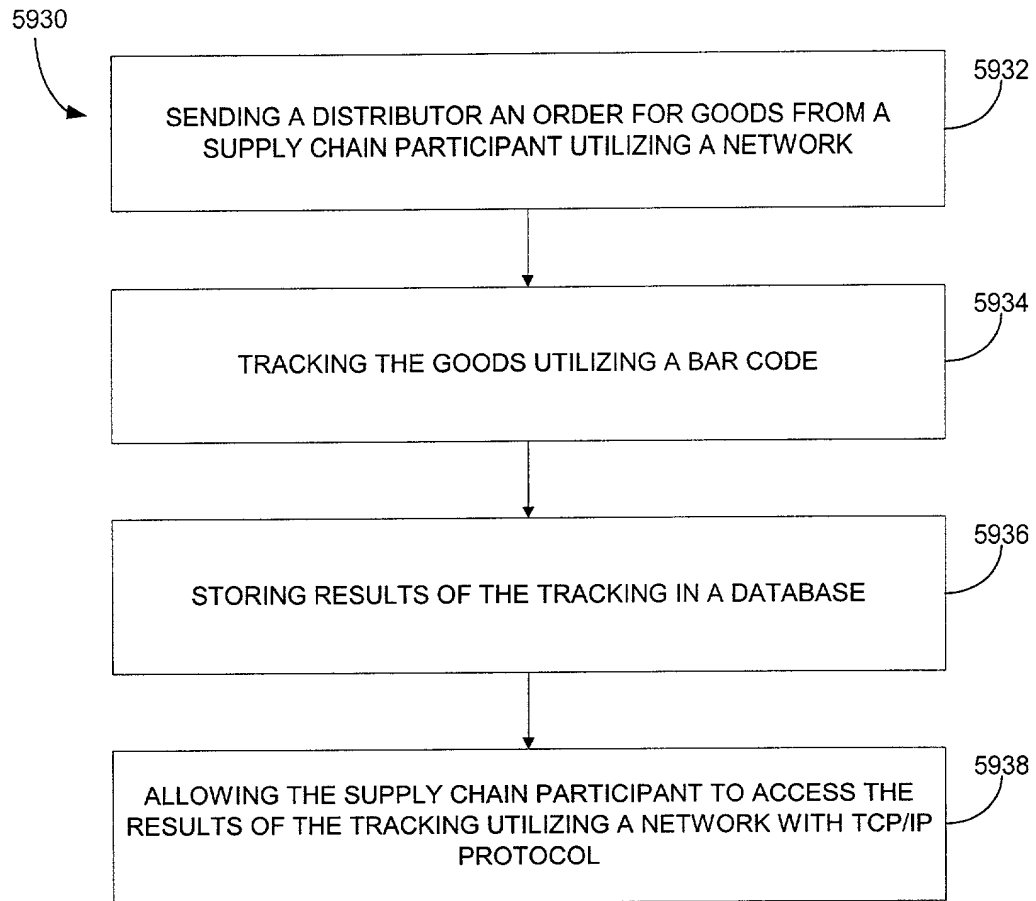 5930
5932
SENDING A DISTRIBUTOR AN ORDER FOR GOODS FROM A
SUPPLY CHAIN PARTICIPANT UTILIZING A NETWORK
5934
TRACKING THE GOODS UTILIZING A BAR CODE
5936
STORING RESULTS OF THE TRACKING IN A DATABASE
5938
ALLOWING THE SUPPLY CHAIN PARTICIPANT TO ACCESS THE
RESULTS OF THE TRACKING UTILIZING A NETWORK WITH TCP/IP
PROTOCOL